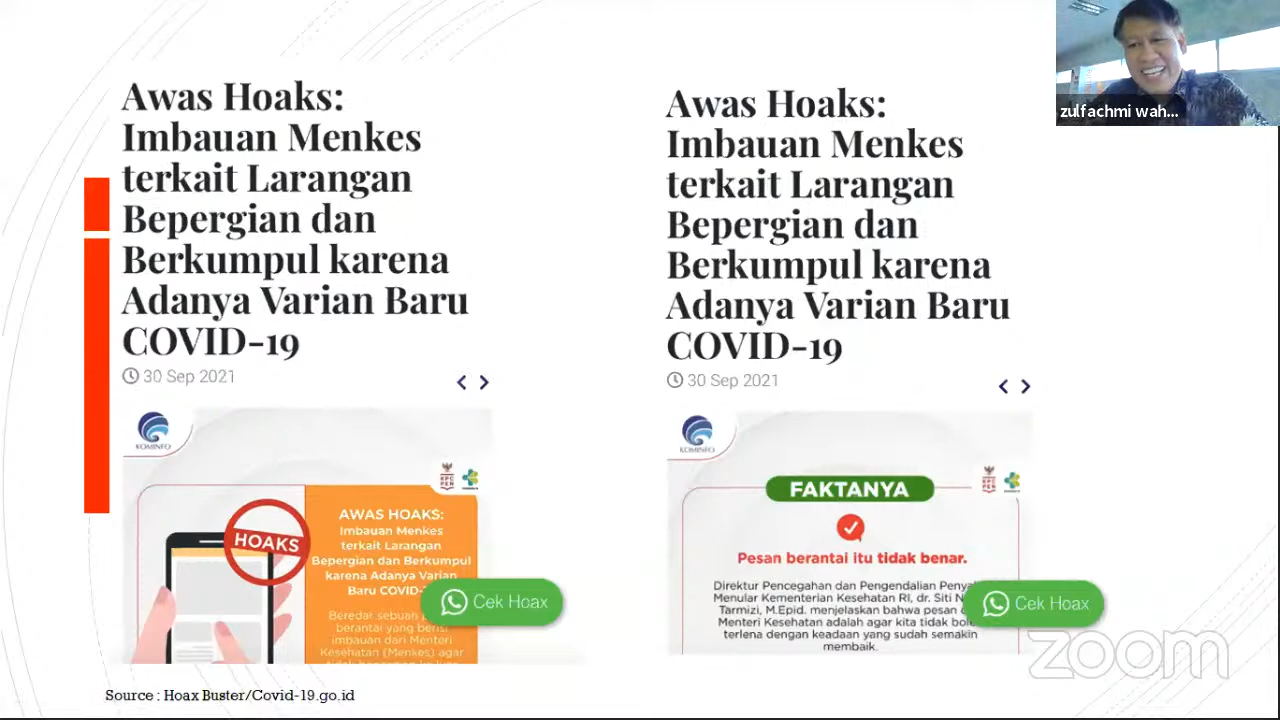 zulfachmi wah...
Awas Hoaks:
Imbauan Menkes
terkait Larangan
Bepergian dan
Berkumpul karena
Adanya Varian Baru
COVID-19
30 Sep 2021
KOMINFO
KPC
PEN
HOAKS
AWAS HOAKS:
Imbauan Menkes
terkait Larangan
Bepergian dan Berkumpul
karena Adanya Varian
Baru COVID-
Beredar sebuah
berantai yang berisi
imbauan dari Menteri
Kesehatan (Menkes) agar
Cek Hoax
Awas Hoaks:
Imbauan Menkes
terkait Larangan
Bepergian dan
Berkumpul karena
Adanya Varian Baru
COVID-19
30 Sep 2021
KOMINFO
KPC
PEN
FAKTANYA
Pesan berantai itu tidak benar.
Direktur Pencegahan dan Pengendalian
Menular Kementerian Kesehatan RI, dr. Siti
Tarmizi, M.Epid. menjelaskan bahwa pesan
Menteri Kesehatan adalah agar kita tidak
terlena dengan keadaan yang sudah semakin
membaik.
Cek Hoax
zoom
Source : Hoax Buster/Covid-19.go.id